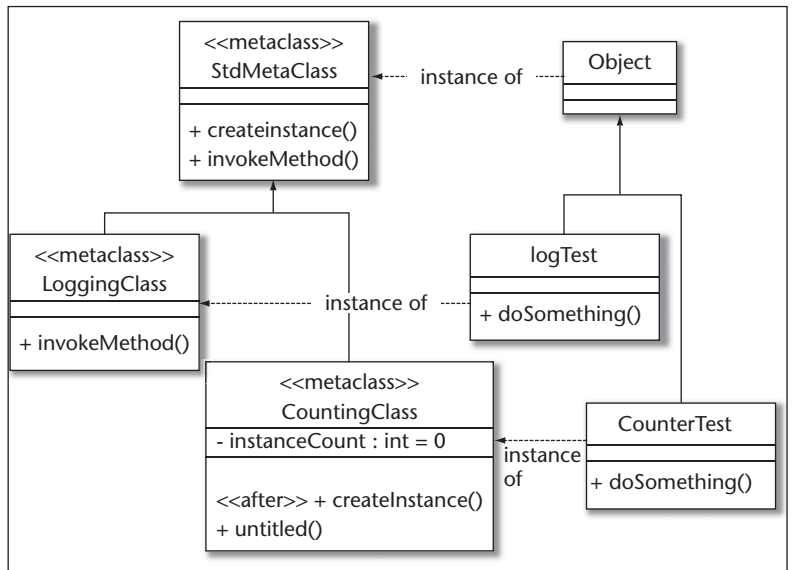 <<metaclass>>
StdMetaClass
+ createinstance()
+ invokeMethod()
instance of
Object
<<metaclass>>
LoggingClass
+ invokeMethod()
instance of
logTest
+ doSomething()
<<metaclass>>
CountingClass
- instanceCount : int = 0
<<after>> + createInstance()
+ untitled()
instance
of
CounterTest
+ doSomething()